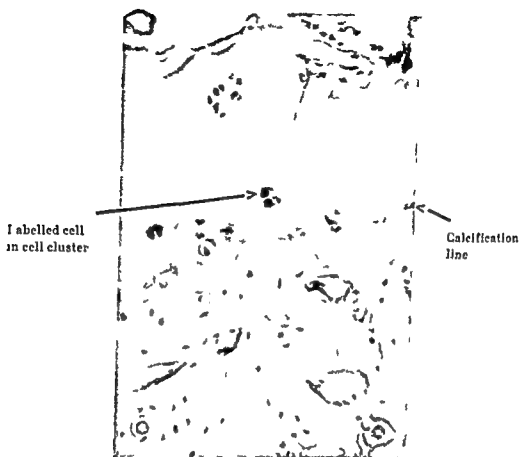 Labelled cell
in cell cluster
Calcification
line